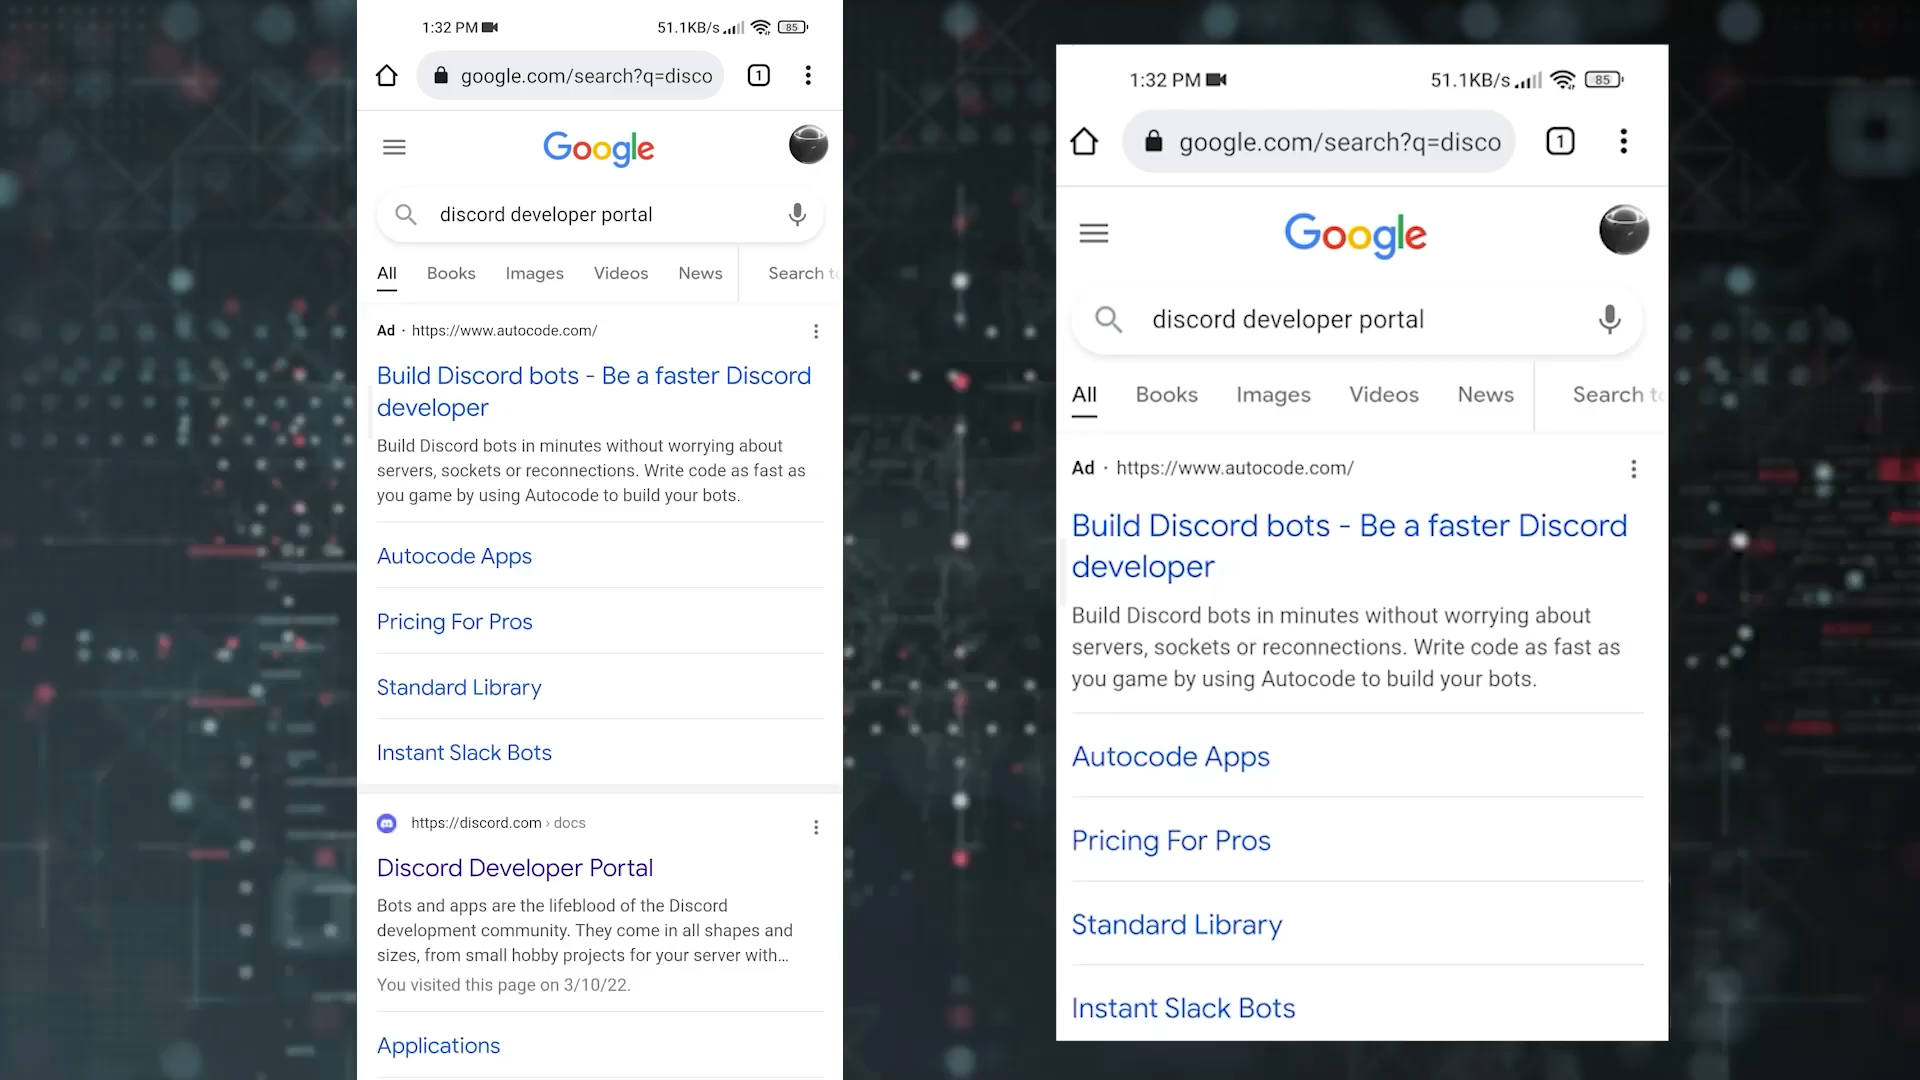 1:32 PM
51.1KB/s
85
google.com/search?q=disco
1
Google
discord developer portal
All
Books
Images
Videos
News
Search to
Ad · https://www.autocode.com/
Build Discord bots - Be a faster Discord
developer
Build Discord bots in minutes without worrying about
servers, sockets or reconnections. Write code as fast as
you game by using Autocode to build your bots.
Autocode Apps
Pricing For Pros
Standard Library
Instant Slack Bots
https://discord.com › docs
Discord Developer Portal
Bots and apps are the lifeblood of the Discord
development community. They come in all shapes and
sizes, from small hobby projects for your server with...
You visited this page on 3/10/22.
Applications
1:32 PM
51.1KB/s
85
google.com/search?q=disco
1
Google
discord developer portal
All
Books
Images
Videos
News
Search to
Ad · https://www.autocode.com/
Build Discord bots - Be a faster Discord
developer
Build Discord bots in minutes without worrying about
servers, sockets or reconnections. Write code as fast as
you game by using Autocode to build your bots.
Autocode Apps
Pricing For Pros
Standard Library
Instant Slack Bots